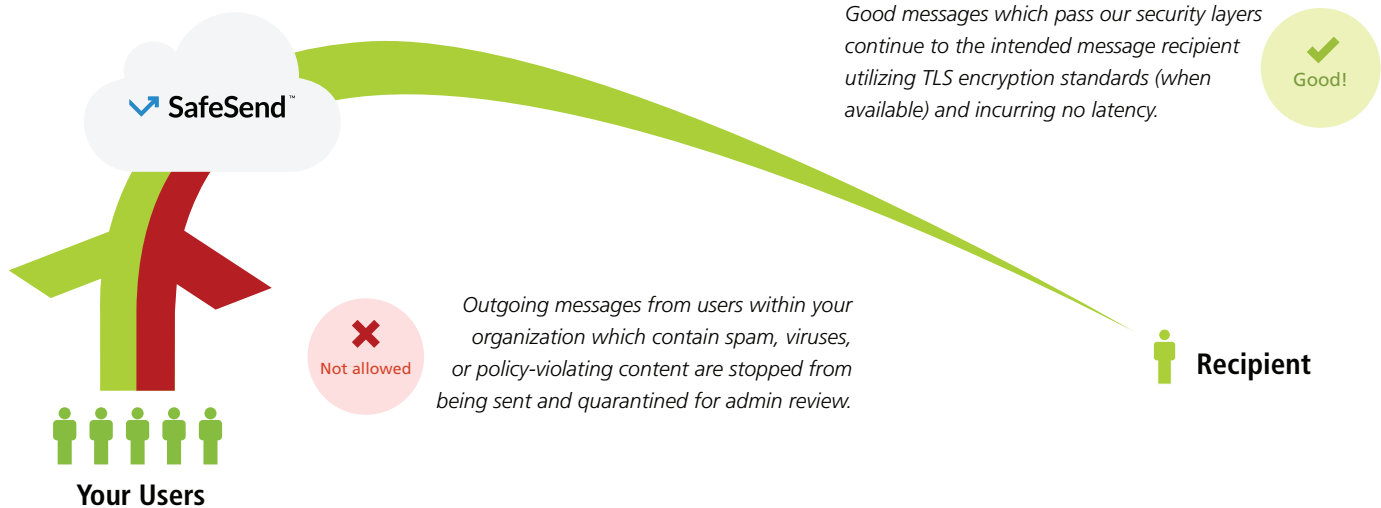 Good messages which pass our security layers
continue to the intended message recipient
utilizing TLS encryption standards (when
available) and incurring no latency.
Good!
SafeSend™
Outgoing messages from users within your
organization which contain spam, viruses,
or policy-violating content are stopped from
being sent and quarantined for admin review.
Not allowed
Recipient
Your Users